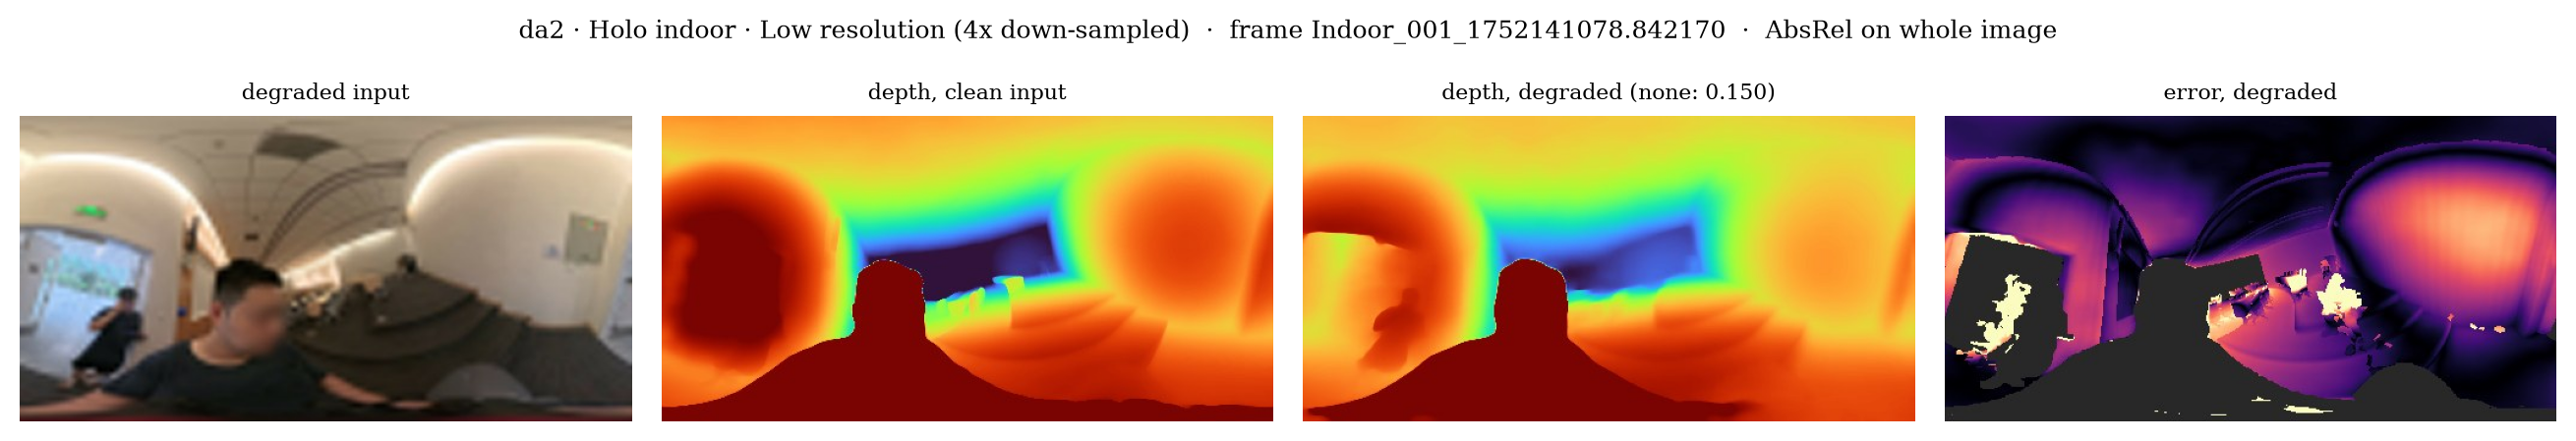 da2 · Holo indoor · Low resolution (4x down-sampled)  ·  frame Indoor_001_1752141078.842170  ·  AbsRel on whole image
degraded input
depth, clean input
depth, degraded (none: 0.150)
error, degraded